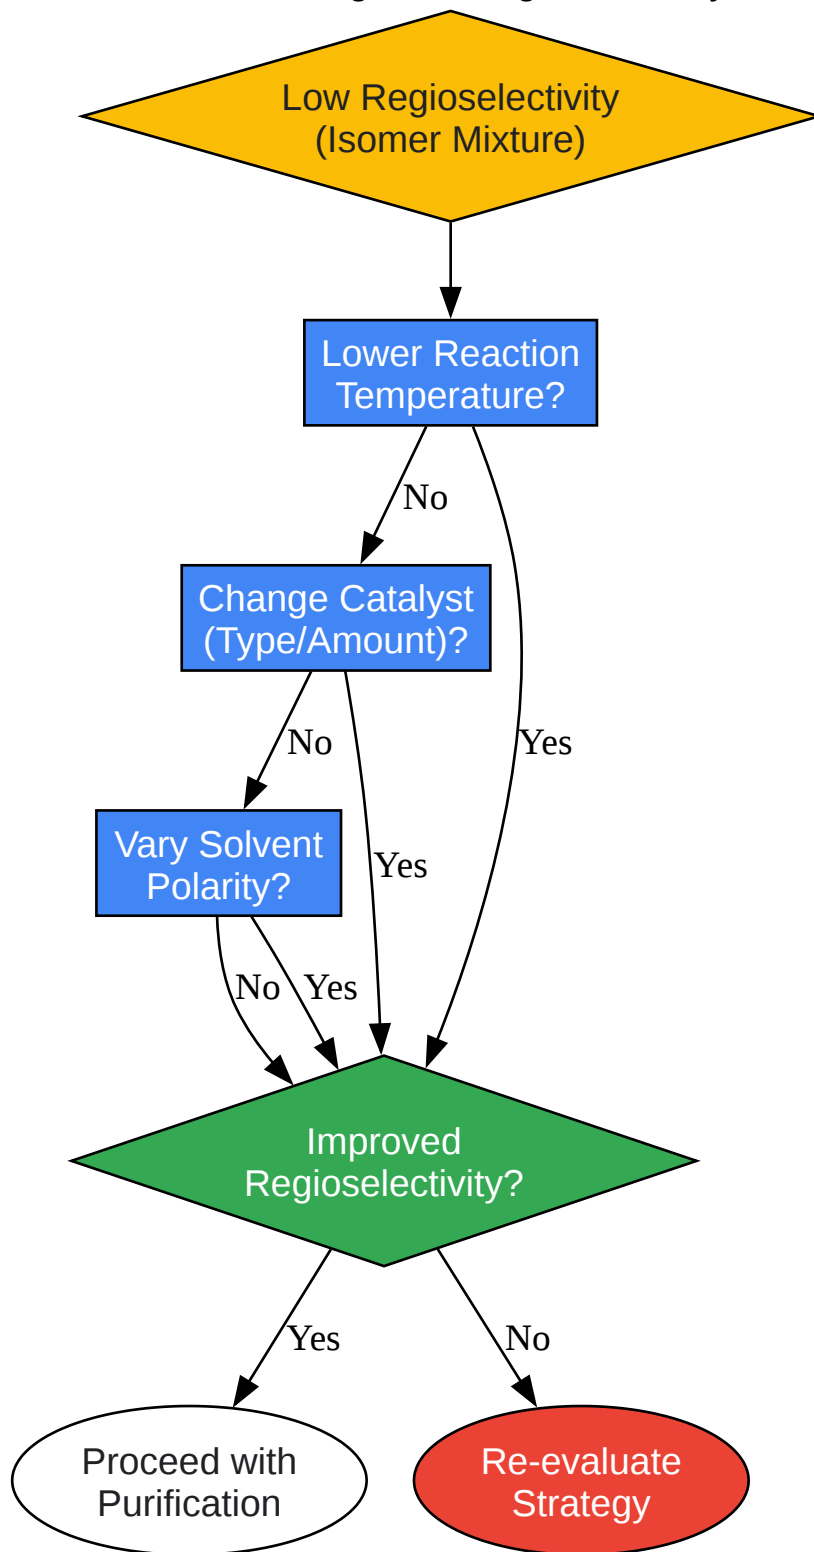 Low Regioselectivity
(Isomer Mixture)
Lower Reaction
Temperature?
No
Change Catalyst
(Type/Amount)?
No
Yes
Vary Solvent
Polarity?
Yes
No
Yes
Improved
Regioselectivity?
Yes
No
Proceed with
Purification
Re-evaluate
Strategy